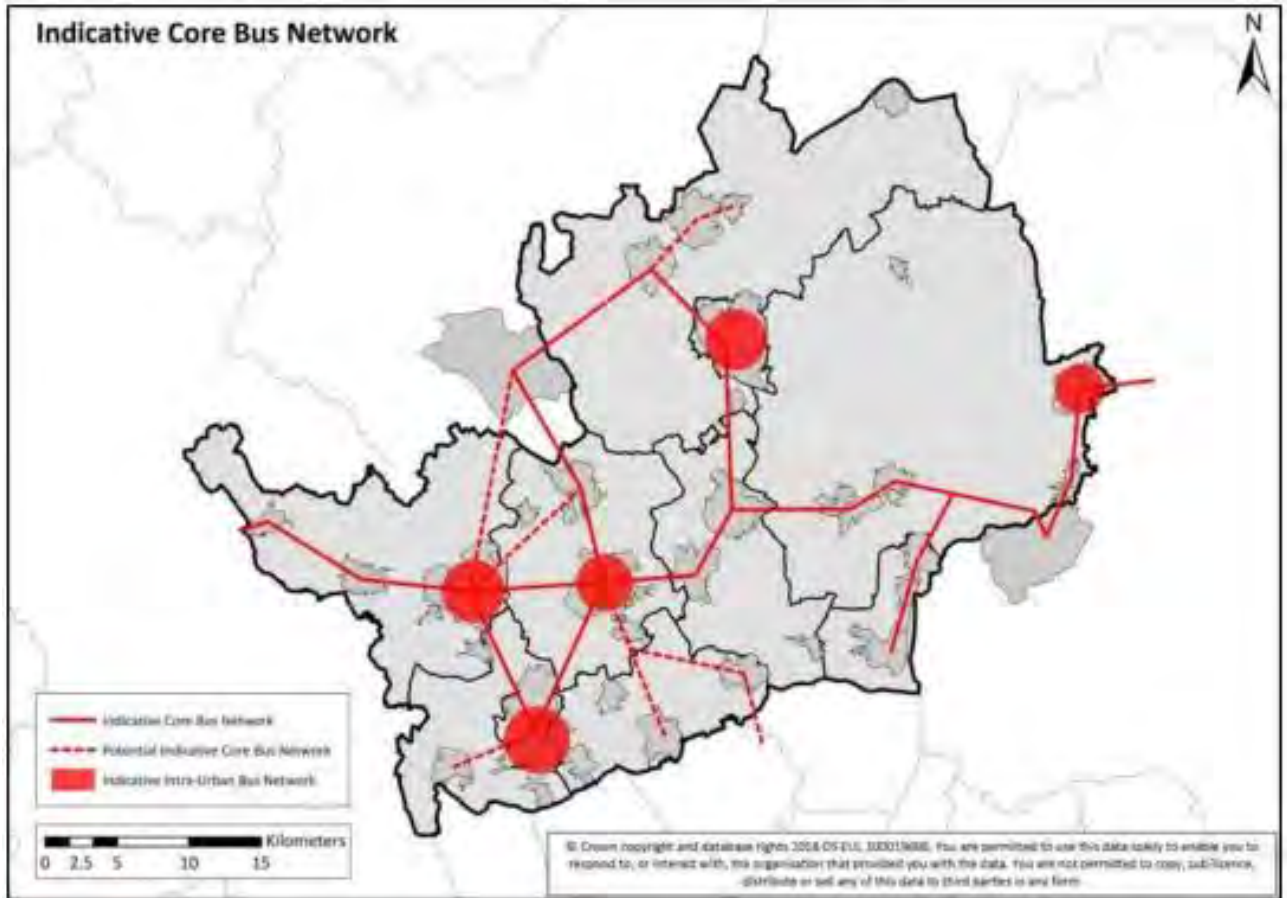 Indicative Core Bus Network
N
Indicative Core Bus Network
Potential Indicative Core Bus Network
Indicative Intra-Urban Bus Network
Kilometers
0 2.5 5 10 15
© Crown copyright and database rights 2018 OS EUL. You are permitted to use this data solely to enable you to
respond to, or interact with, the organisation that provided you with the data. You are not permitted to copy, sub-licence,
distribute or sell any of this data to third parties in any form